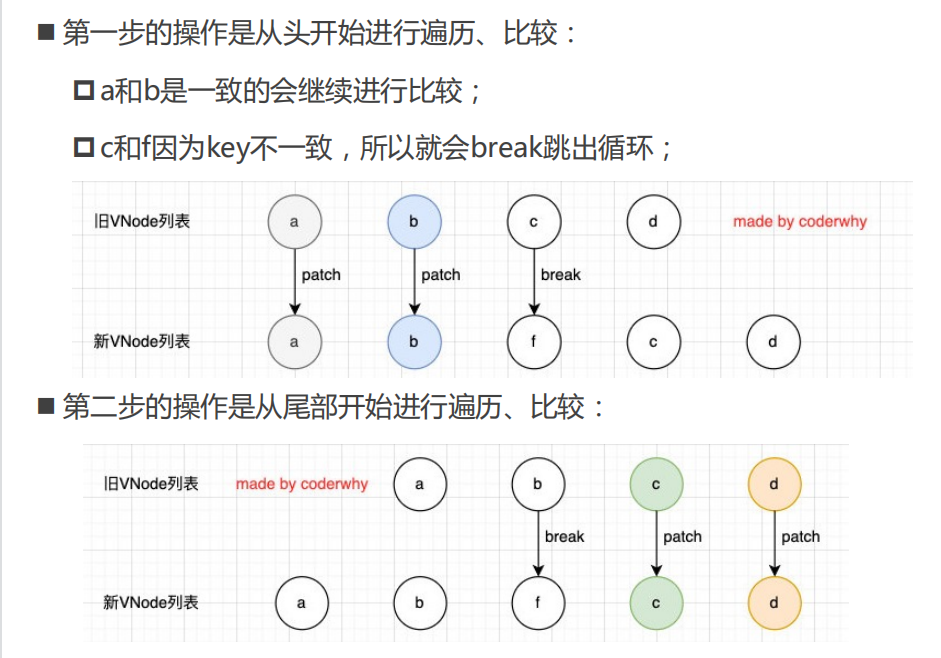 ■ 第一步的操作是从头开始进行遍历、比较：
a和b是一致的会继续进行比较；
c和f因为key不一致，所以就会break跳出循环；
旧VNode列表 a b c d made by coderwhy
patch patch break
新VNode列表 a b f c d
■ 第二步的操作是从尾部开始进行遍历、比较：
旧VNode列表 made by coderwhy a b c d
break patch patch
新VNode列表 a b f c d